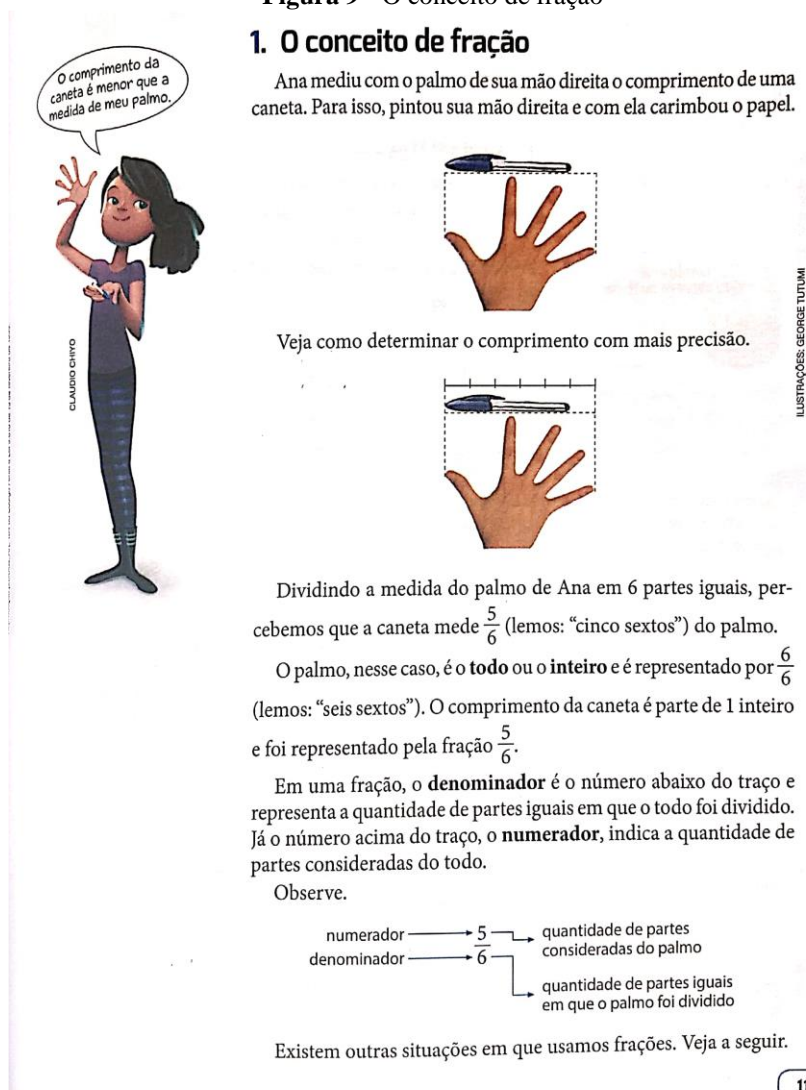 Figura 9 - O conceito de fração
1. O conceito de fração
O comprimento da
caneta é menor que a
medida de meu palmo.
Ana mediu com o palmo de sua mão direita o comprimento de uma
caneta. Para isso, pintou sua mão direita e com ela carimbou o papel.
CLAUDIO CHIYO
ILUSTRAÇÕES: GEORGE TUTUMI
Veja como determinar o comprimento com mais precisão.
Dividindo a medida do palmo de Ana em 6 partes iguais, per-
cebemos que a caneta mede 5/6 (lemos: “cinco sextos”) do palmo.
O palmo, nesse caso, é o todo ou o inteiro e é representado por 6/6
(lemos: “seis sextos”). O comprimento da caneta é parte de 1 inteiro
e foi representado pela fração 5/6.
Em uma fração, o denominador é o número abaixo do traço e
representa a quantidade de partes iguais em que o todo foi dividido.
Já o número acima do traço, o numerador, indica a quantidade de
partes consideradas do todo.
Observe.
numerador 5 quantidade de partes
consideradas do palmo
denominador 6 quantidade de partes iguais
em que o palmo foi dividido
Existem outras situações em que usamos frações. Veja a seguir.